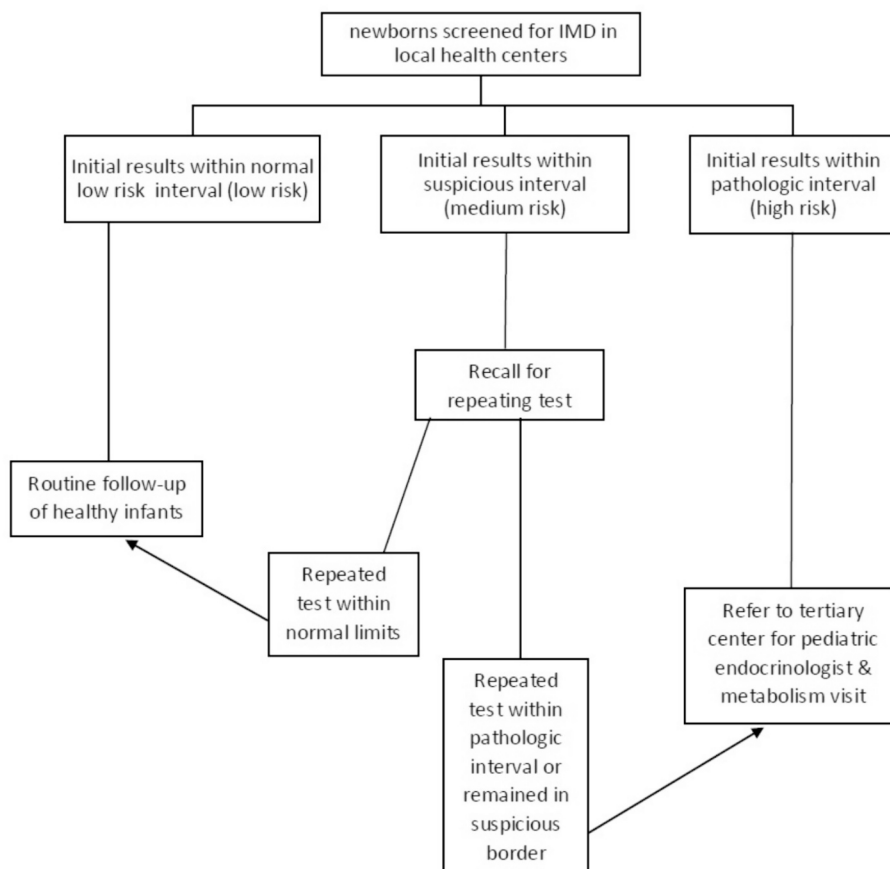 newborns screened for IMD in
local health centers
Initial results within normal
low risk interval (low risk)
Initial results within
suspicious interval
(medium risk)
Initial results within
pathologic interval
(high risk)
Recall for
repeating test
Routine follow-up
of healthy infants
Repeated
test within
normal limits
Refer to tertiary
center for pediatric
endocrinologist &
metabolism visit
Repeated
test within
pathologic
interval or
remained in
suspicious
border